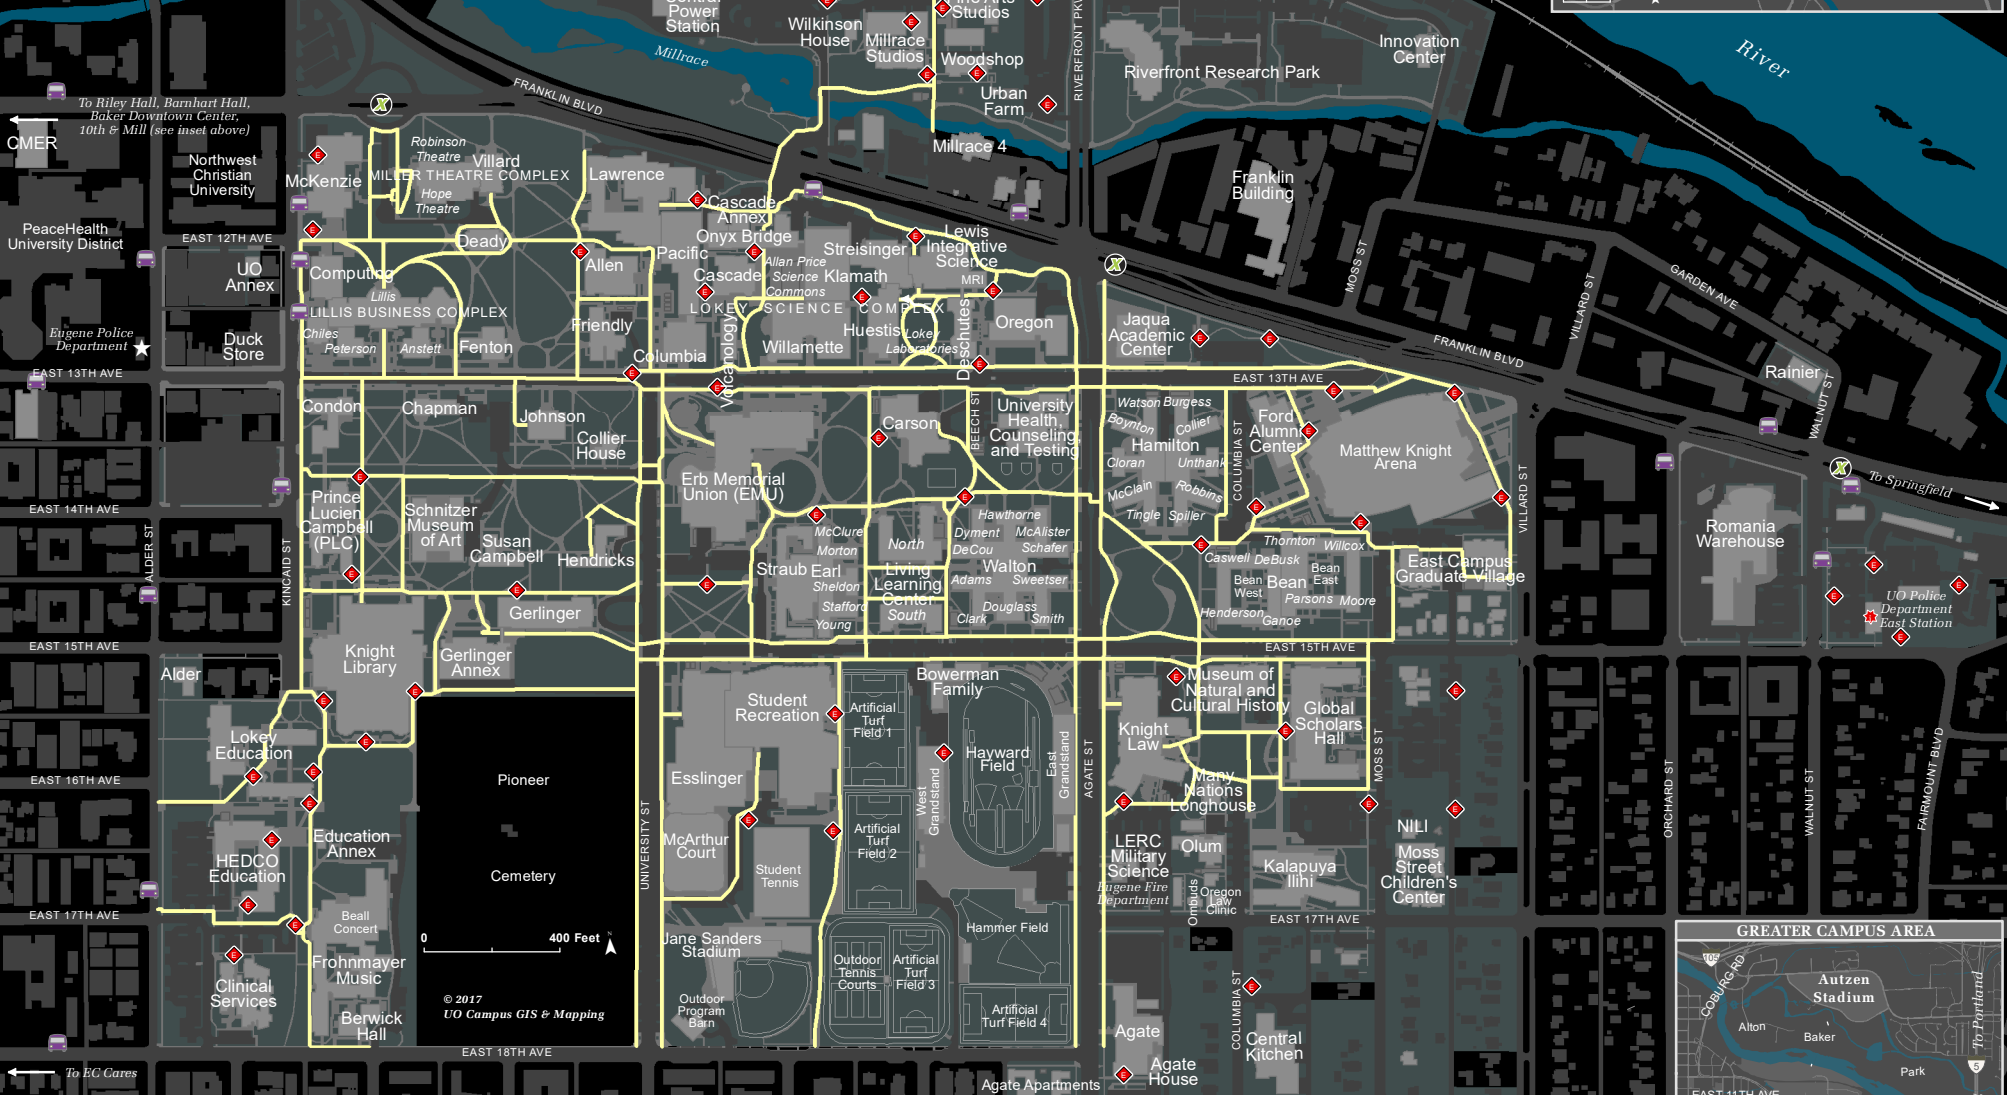 Central
Power
Station
Wilkinson
House
Millrace
Studios
Fine Arts
Studios
Woodshop
Urban
Farm
RIVERFRONT PKWY
Riverfront Research Park
Innovation
Center
River
Millrace
FRANKLIN BLVD
To Riley Hall, Barnhart Hall,
Baker Downtown Center,
10th & Mill (see inset above)
CMER
Northwest
Christian
University
McKenzie
Robinson
Theatre
Villard
MILLER THEATRE COMPLEX
Hope
Theatre
Lawrence
Millrace 4
Franklin
Building
PeaceHealth
University District
EAST 12TH AVE
Deady
Cascade
Annex
Onyx Bridge
Pacific
Streisinger
Lewis
Integrative
Science
UO
Annex
Computing
Allen
Cascade
Allan Price
Science
Commons
Klamath
MRI
Lillis
LILLIS BUSINESS COMPLEX
LOKEY SCIENCE COMPLEX
Eugene Police
Department
Duck
Store
Chiles
Peterson
Anstett
Fenton
Friendly
Columbia
Volcanology
Willamette
Huestis
Lokey
Laboratories
Deschutes
Oregon
Jaqua
Academic
Center
MOSS ST
VILLARD ST
GARDEN AVE
FRANKLIN BLVD
Rainier
WALNUT ST
EAST 13TH AVE
EAST 13TH AVE
Condon
Chapman
Johnson
Collier
House
Carson
BEECH ST
University
Health,
Counseling,
and Testing
Watson
Burgess
Boynton
Collier
Hamilton
Cloran
Unthank
McClain
Robbins
Tingle
Spiller
COLUMBIA ST
Ford
Alumni
Center
Matthew Knight
Arena
To Springfield
Erb Memorial
Union (EMU)
Prince
Lucien
Campbell
(PLC)
Schnitzer
Museum
of Art
Susan
Campbell
Hendricks
EAST 14TH AVE
ALDER ST
KINCAID ST
McClure
Morton
Straub
Earl
Sheldon
Stafford
Young
North
Living
Learning
Center
South
Hawthorne
Dyment
McAlister
DeCou
Schafer
Walton
Adams
Sweetser
Douglass
Clark
Smith
Thornton
Willcox
Caswell
DeBusk
Bean
West
Bean
Bean
East
Parsons
Moore
Henderson
Ganoe
East Campus
Graduate Village
VILLARD ST
Romania
Warehouse
UO Police
Department
East Station
Gerlinger
EAST 15TH AVE
EAST 15TH AVE
Alder
Knight
Library
Gerlinger
Annex
Student
Recreation
Artificial
Turf
Field 1
Bowerman
Family
Museum of
Natural and
Cultural History
Global
Scholars
Hall
Knight
Law
Lokey
Education
EAST 16TH AVE
Pioneer
Cemetery
Esslinger
Hayward
Field
East
Grandstand
West
Grandstand
AGATE ST
Many
Nations
Longhouse
MOSS ST
ORCHARD ST
WALNUT ST
FAIRMOUNT BLVD
UNIVERSITY ST
McArthur
Court
Artificial
Turf
Field 2
Student
Tennis
Education
Annex
HEDCO
Education
LERC
Military
Science
Eugene Fire
Department
Olum
Ombuds
Oregon
Law
Clinic
Kalapuya
Ilihi
NILI
Moss
Street
Children's
Center
EAST 17TH AVE
EAST 17TH AVE
Beall
Concert
0
400 Feet
N
Jane Sanders
Stadium
Hammer Field
Frohnmayer
Music
Clinical
Services
Outdoor
Tennis
Courts
Artificial
Turf
Field 3
Outdoor
Program
Barn
Artificial
Turf Field 4
© 2017
UO Campus GIS & Mapping
Berwick
Hall
Agate
COLUMBIA ST
Central
Kitchen
EAST 18TH AVE
To EC Cares
Agate Apartments
Agate
House
GREATER CAMPUS AREA
105
COBURG RD
Autzen
Stadium
To Portland
Alton
Baker
Park
5
EAST 11TH AVE